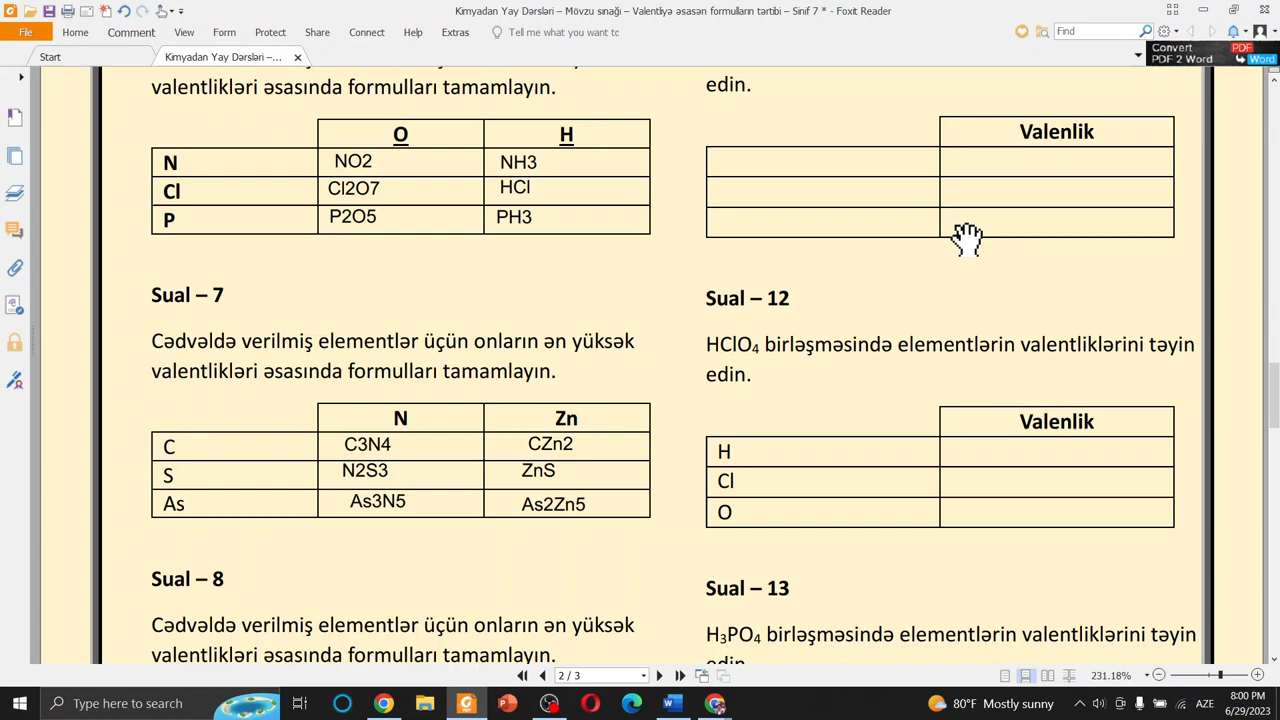 Kimyadan Yay Dərsləri – Mövzu sınağı – Valentliyə əsasən formulların tərtibi – Sinif 7 * - Foxit Reader
File Home Comment View Form Protect Share Connect Help Extras Tell me what you want to Find
Start Kimyadan Yay Dərsləri –...
Convert PDF
PDF 2 Word Word
valentlikləri əsasında formulları tamamlayın.
O H
N NO2 NH3
Cl Cl2O7 HCl
P P2O5 PH3
Sual – 7
Cədvəldə verilmiş elementlər üçün onların ən yüksək
valentlikləri əsasında formulları tamamlayın.
N Zn
C C3N4 CZn2
S N2S3 ZnS
As As3N5 As2Zn5
Sual – 8
Cədvəldə verilmiş elementlər üçün onların ən yüksək
valentlikləri əsasında formulları tamamlayın.
edin.
Valenlik
Sual – 12
HClO₄ birləşməsində elementlərin valentliklərini təyin
edin.
Valenlik
H
Cl
O
Sual – 13
H₃PO₄ birləşməsində elementlərin valentliklərini təyin
edin.
2 / 3 231.18%
Type here to search 80°F Mostly sunny AZE 8:00 PM
6/29/2023